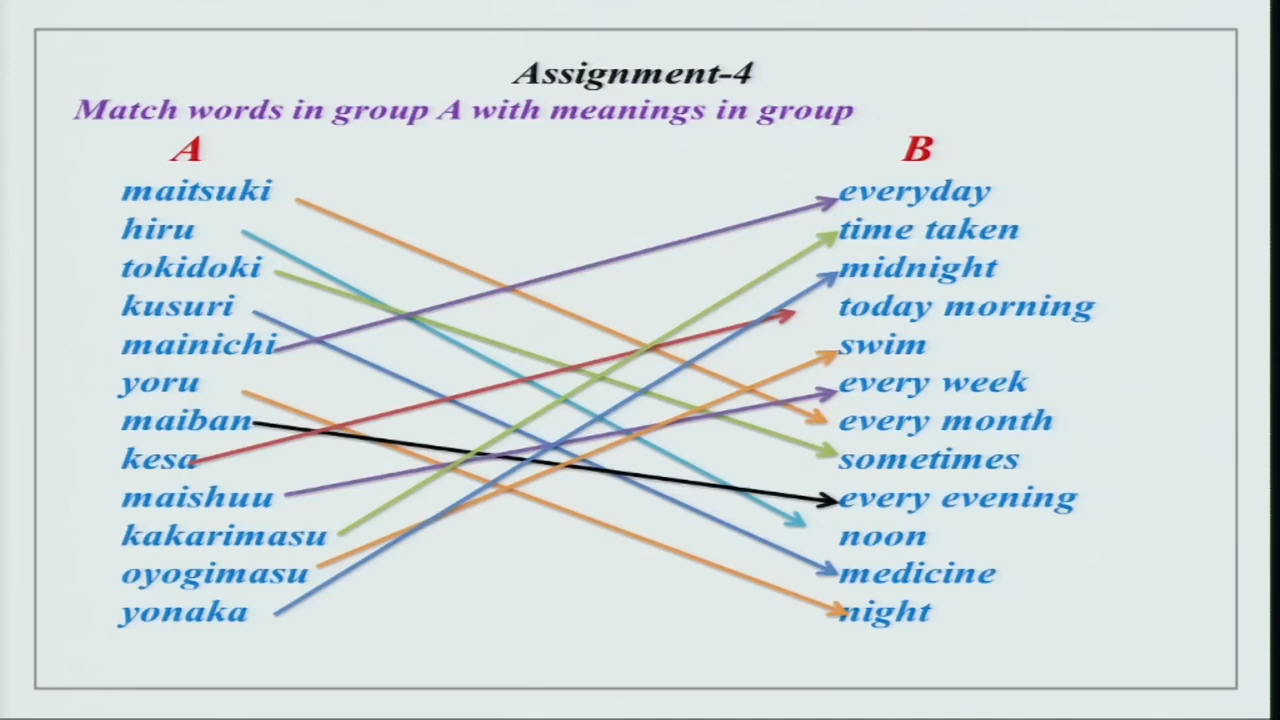 Assignment-4
Match words in group A with meanings in group
A B
maitsuki everyday
hiru time taken
tokidoki midnight
kusuri today morning
mainichi swim
yoru every week
maiban every month
kesa sometimes
maishuu every evening
kakarimasu noon
oyogimasu medicine
yonaka night